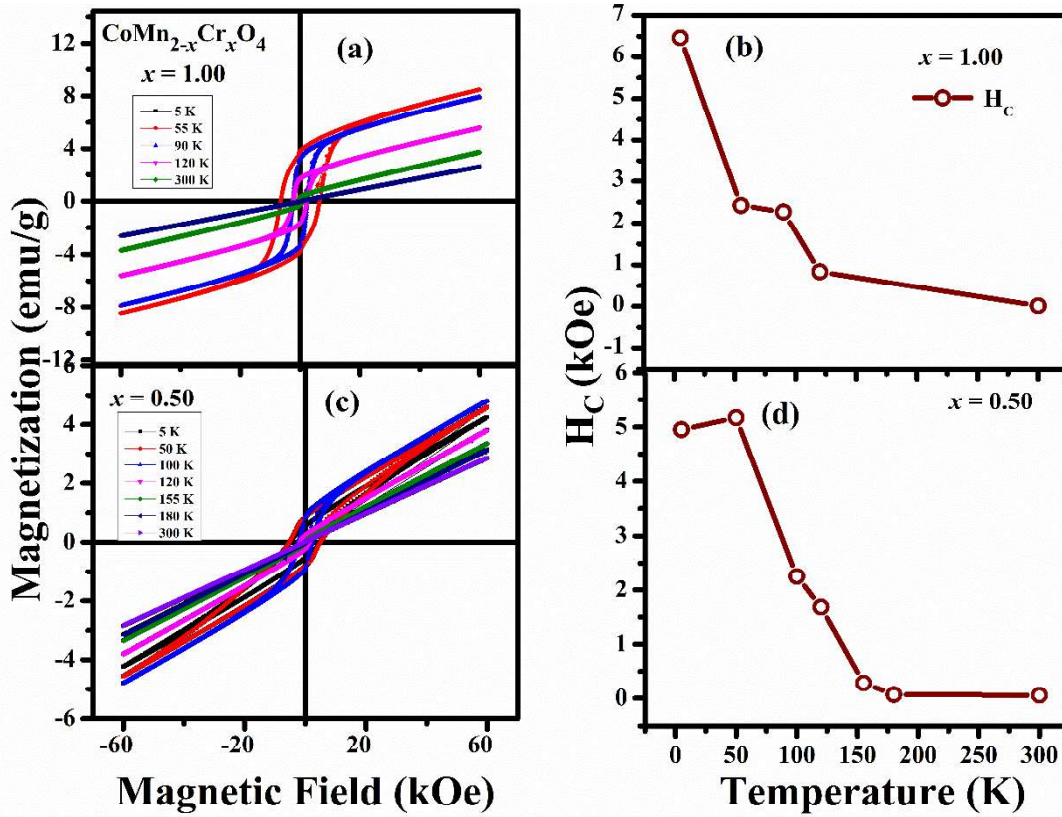 CoMn2-xCrxO4
x = 1.00
(a)
5 K
55 K
90 K
120 K
300 K
12
8
4
0
-4
-8
-12
(b)
x = 1.00
HC
7
6
5
4
3
2
1
0
-1
x = 0.50
(c)
5 K
50 K
100 K
120 K
155 K
180 K
300 K
6
4
2
0
-2
-4
-6
-60
-20
20
60
(d)
x = 0.50
6
5
4
3
2
1
0
0
50
100
150
200
250
300
Magnetization (emu/g)
Magnetic Field (kOe)
HC (kOe)
Temperature (K)